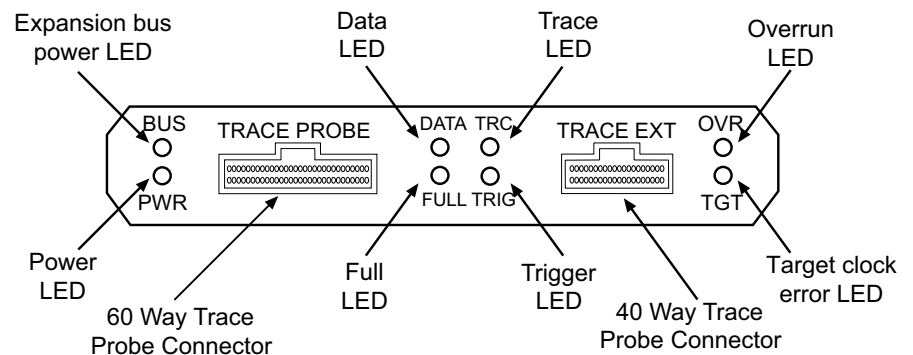 Expansion bus
power LED
Data
LED
Trace
LED
Overrun
LED
BUS
TRACE PROBE
DATA TRC
TRACE EXT
OVR
PWR
FULL TRIG
TGT
Power
LED
60 Way Trace
Probe Connector
Full
LED
Trigger
LED
40 Way Trace
Probe Connector
Target clock
error LED